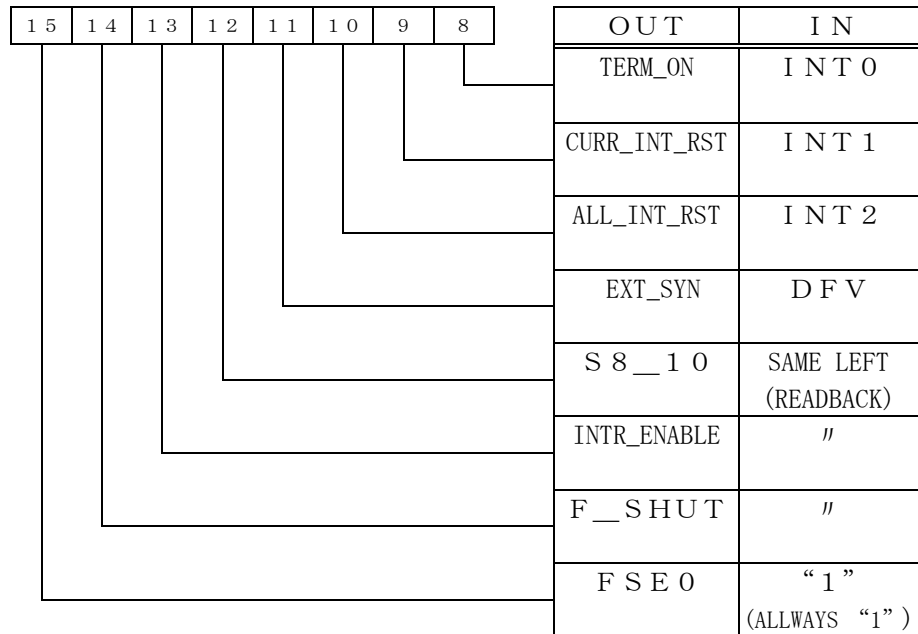 １５ １４ １３ １２ １１ １０ ９ ８
ＯＵＴ ＩＮ
TERM_ON ＩＮＴ０
CURR_INT_RST ＩＮＴ１
ALL_INT_RST ＩＮＴ２
EXT_SYN ＤＦＶ
Ｓ８＿１０ SAME LEFT
(READBACK)
INTR_ENABLE 〃
Ｆ＿SHUT 〃
ＦＳＥ０ “１”
(ALLWAYS “1”)